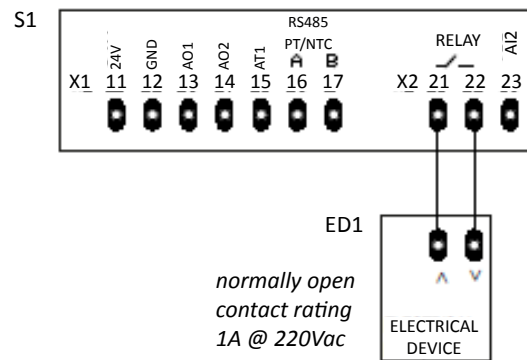 S1
RS485
PT/NTC
A B
24V GND AO1 AO2 AT1
RELAY
AI2
X1 11 12 13 14 15 16 17 X2 21 22 23
ED1
normally open
contact rating
1A @ 220Vac
ELECTRICAL
DEVICE